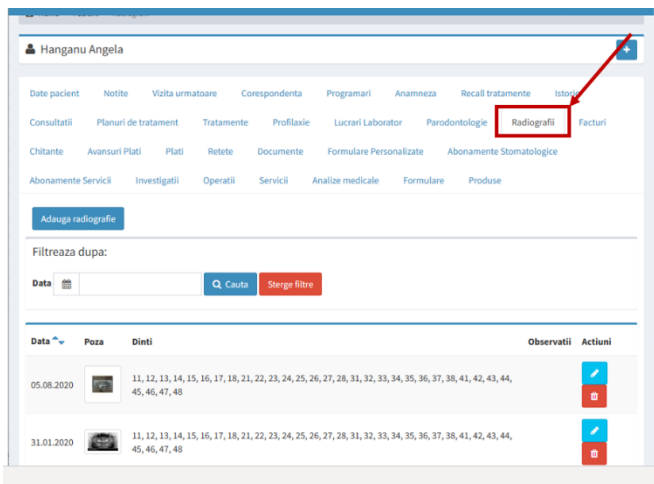 Hanganu Angela
Date pacient Notite Vizita urmatoare Corespondenta Programari Anamneza Recall tratamente
Consultatii Planuri de tratament Tratamente Profilaxie Lucrari Laborator Parodontologie Radiografii Facturi
Chitante Avansuri Plati Plati Retete Documente Formulare Personalizate Abonamente Stomatologice
Abonamente Servicii Investigatii Operatii Servicii Analize medicale Formulare Produse
Adauga radiografie
Filtreaza dupa:
Data Cauta Sterge filtre
Data Poza Dinti Observatii Actiuni
05.08.2020 11, 12, 13, 14, 15, 16, 17, 18, 21, 22, 23, 24, 25, 26, 27, 28, 31, 32, 33, 34, 35, 36, 37, 38, 41, 42, 43, 44,
45, 46, 47, 48
31.01.2020 11, 12, 13, 14, 15, 16, 17, 18, 21, 22, 23, 24, 25, 26, 27, 28, 31, 32, 33, 34, 35, 36, 37, 38, 41, 42, 43, 44,
45, 46, 47, 48